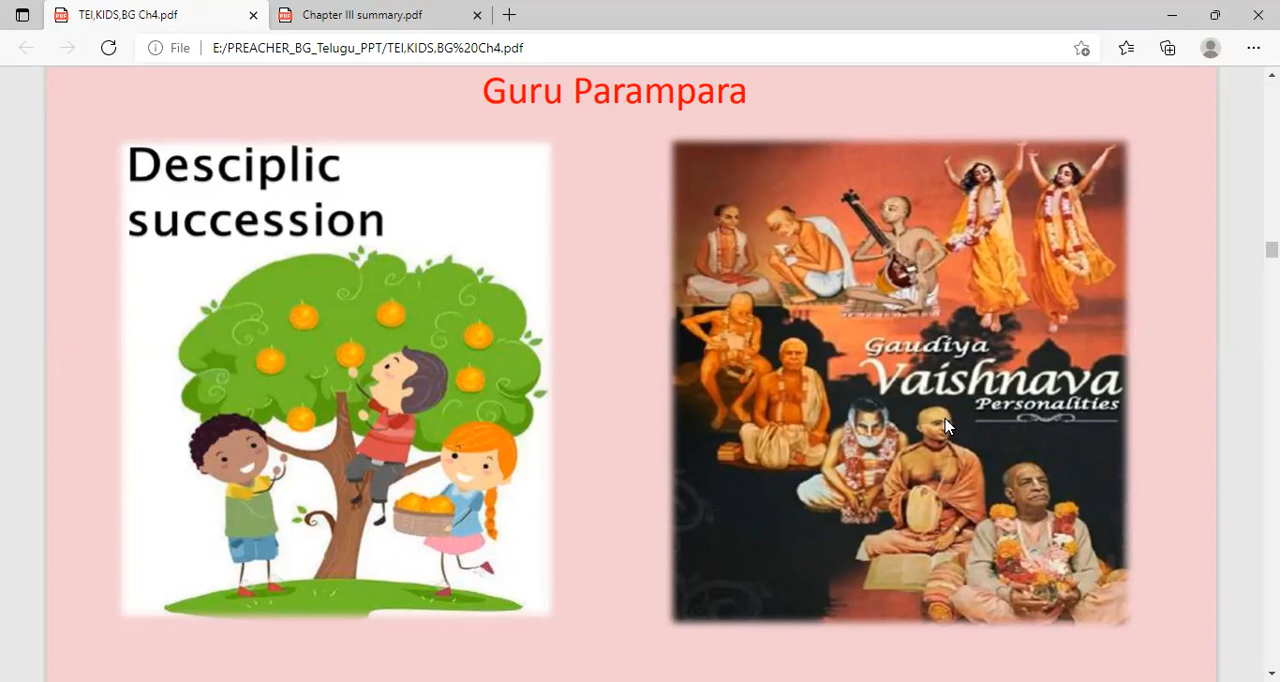 TEI,KIDS,BG Ch4.pdf
Chapter III summary.pdf
File
E:/PREACHER_BG_Telugu_PPT/TEI,KIDS,BG%20Ch4.pdf
Guru Parampara
Desciplic
succession
Gaudiya
Vaishnava
Personalities